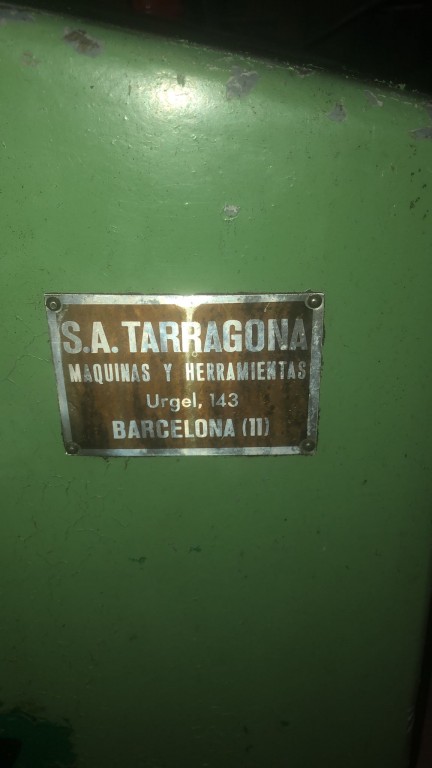 S.A. TARRAGONA
MAQUINAS Y HERRAMIENTAS
Urgel, 143
BARCELONA (11)